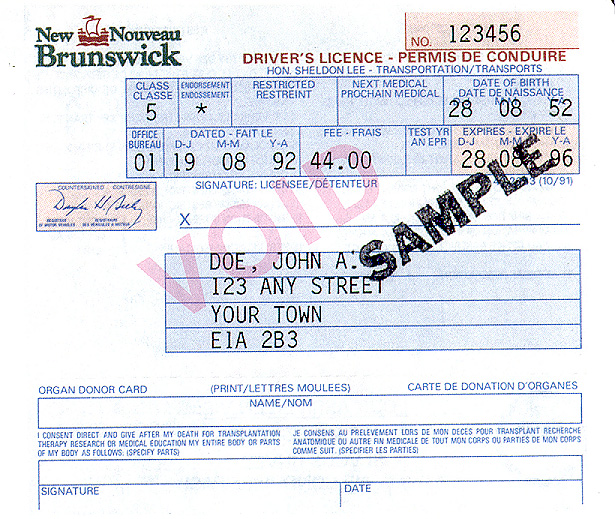 New Nouveau
Brunswick
NO. 123456
DRIVER'S LICENCE - PERMIS DE CONDUIRE
HON. SHELDON LEE - TRANSPORTATION/TRANSPORTS
CLASS CLASSE 5
ENDORSEMENT ENDOSSEMENT *
RESTRICTED RESTREINT
NEXT MEDICAL PROCHAIN MEDICAL
DATE OF BIRTH DATE DE NAISSANCE
D-J M-M Y-A
28 08 52
OFFICE BUREAU 01
DATED - FAIT LE
D-J M-M Y-A
19 08 92
FEE - FRAIS
44.00
TEST YR AN EPR
EXPIRES - EXPIRE LE
D-J M-M Y-A
28 08 96
(10/91)
COUNTERSIGNED CONTRESIGNE
REGISTRAR OF MOTOR VEHICLES
SIGNATURE: LICENSEE/DÉTENTEUR
X
VOID
SAMPLE
DOE, JOHN A.
123 ANY STREET
YOUR TOWN
E1A 2B3
ORGAN DONOR CARD (PRINT/LETTRES MOULEES) CARTE DE DONATION D'ORGANES
NAME/NOM
I CONSENT DIRECT AND GIVE AFTER MY DEATH FOR TRANSPLANTATION
THERAPY RESEARCH OR MEDICAL EDUCATION MY ENTIRE BODY OR PARTS
OF MY BODY AS FOLLOWS: (SPECIFY PARTS)
JE CONSENS AU PRELEVEMENT LORS DE MON DECES POUR TRANSPLANT RECHERCHE
ANATOMIQUE OU AUTRE FIN MEDICALE DE TOUT MON CORPS OU PARTIES DE MON CORPS
COMME SUIT. (SPECIFIER LES PARTIES)
SIGNATURE
DATE